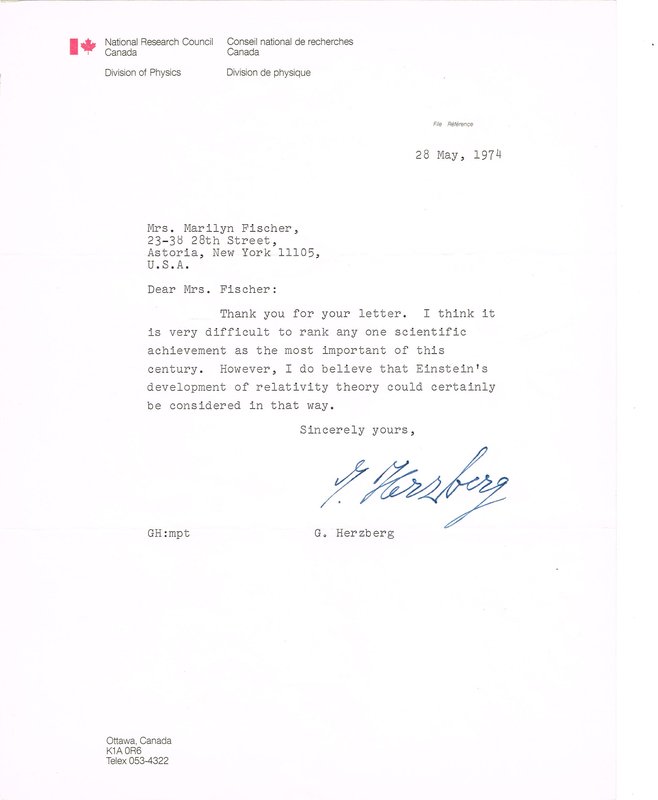 National Research Council Canada
Conseil national de recherches Canada
Division of Physics
Division de physique
File Référence
28 May, 1974
Mrs. Marilyn Fischer,
23-38 28th Street,
Astoria, New York 11105,
U.S.A.
Dear Mrs. Fischer:
Thank you for your letter. I think it
is very difficult to rank any one scientific
achievement as the most important of this
century. However, I do believe that Einstein's
development of relativity theory could certainly
be considered in that way.
Sincerely yours,
G. Herzberg
GH:mpt
G. Herzberg
Ottawa, Canada
K1A 0R6
Telex 053-4322